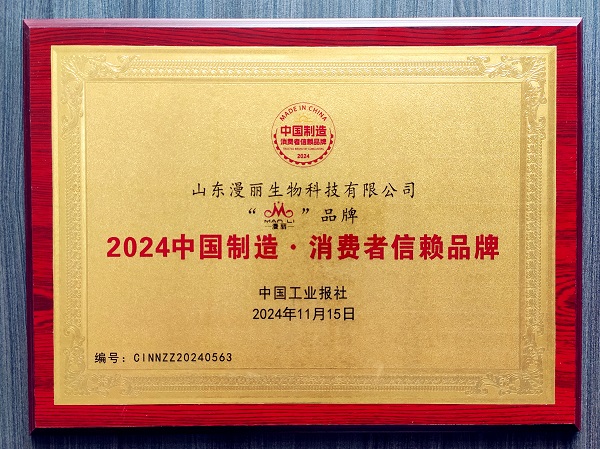 MADE IN CHINA
中国制造
消费者信赖品牌
2024
山东漫丽生物科技有限公司
“MAN LI 漫丽”品牌
2024中国制造·消费者信赖品牌
中国工业报社
2024年11月15日
编号：CINNZZ20240563